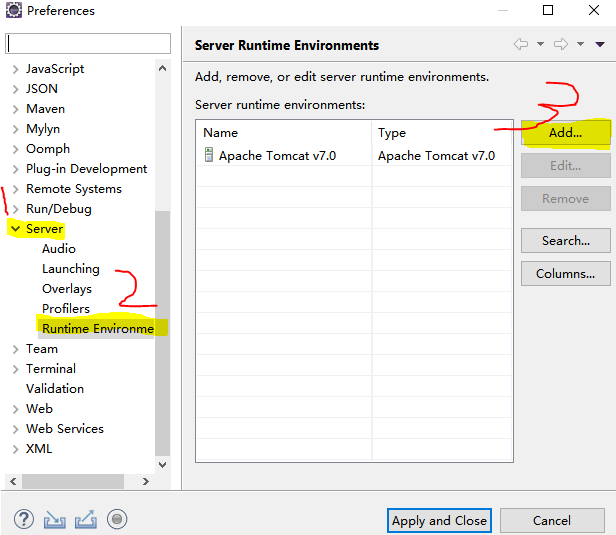 Preferences
Server Runtime Environments
Add, remove, or edit server runtime environments.
Server runtime environments:
JavaScript
JSON
Maven
Mylyn
Oomph
Plug-in Development
Remote Systems
1
Run/Debug
Server
Audio
Launching
Overlays
2
Profilers
Runtime Environme
Team
Terminal
Validation
Web
Web Services
XML
Name Type
Apache Tomcat v7.0 Apache Tomcat v7.0
3
Add...
Edit...
Remove
Search...
Columns...
?
Apply and Close
Cancel